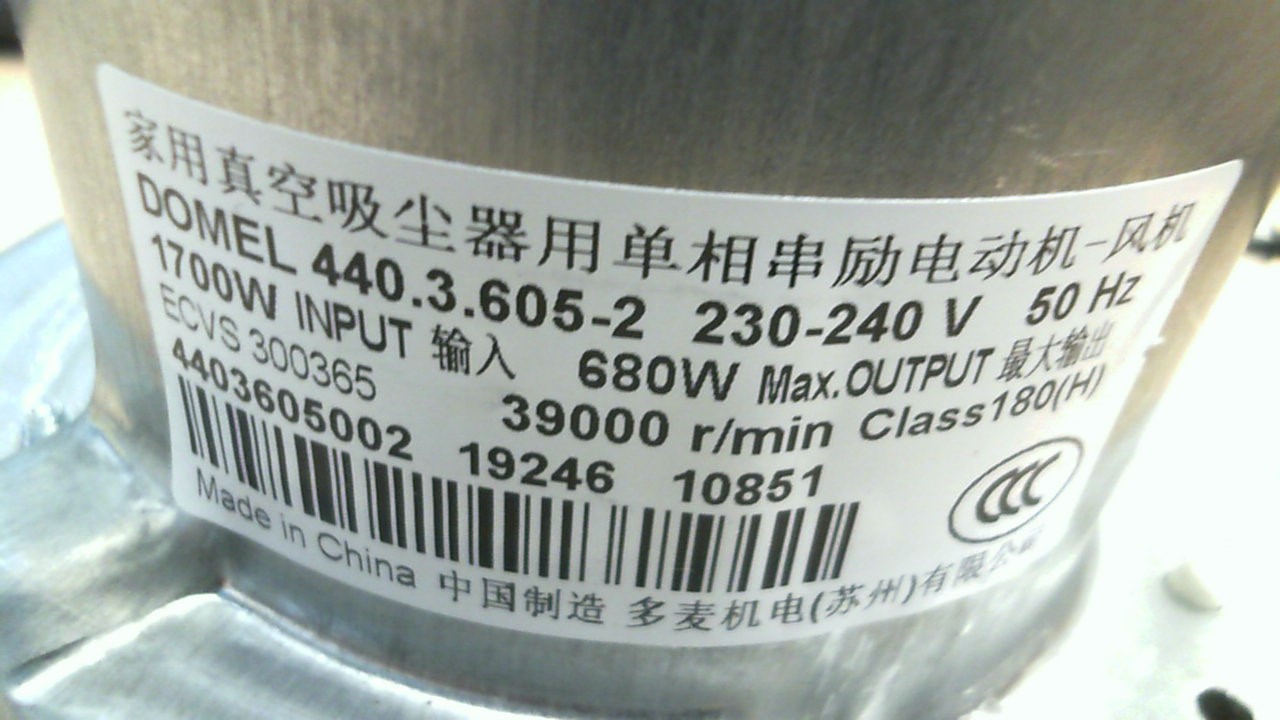 家用真空吸尘器用单相串励电动机-风机
DOMEL 440.3.605-2 230-240 V 50 Hz
1700W INPUT 输入 680W Max.OUTPUT 最大输出
ECVS 300365 39000 r/min Class180(H)
4403605002 19246 10851
CCC
Made in China 中国制造 多麦机电(苏州)有限公司